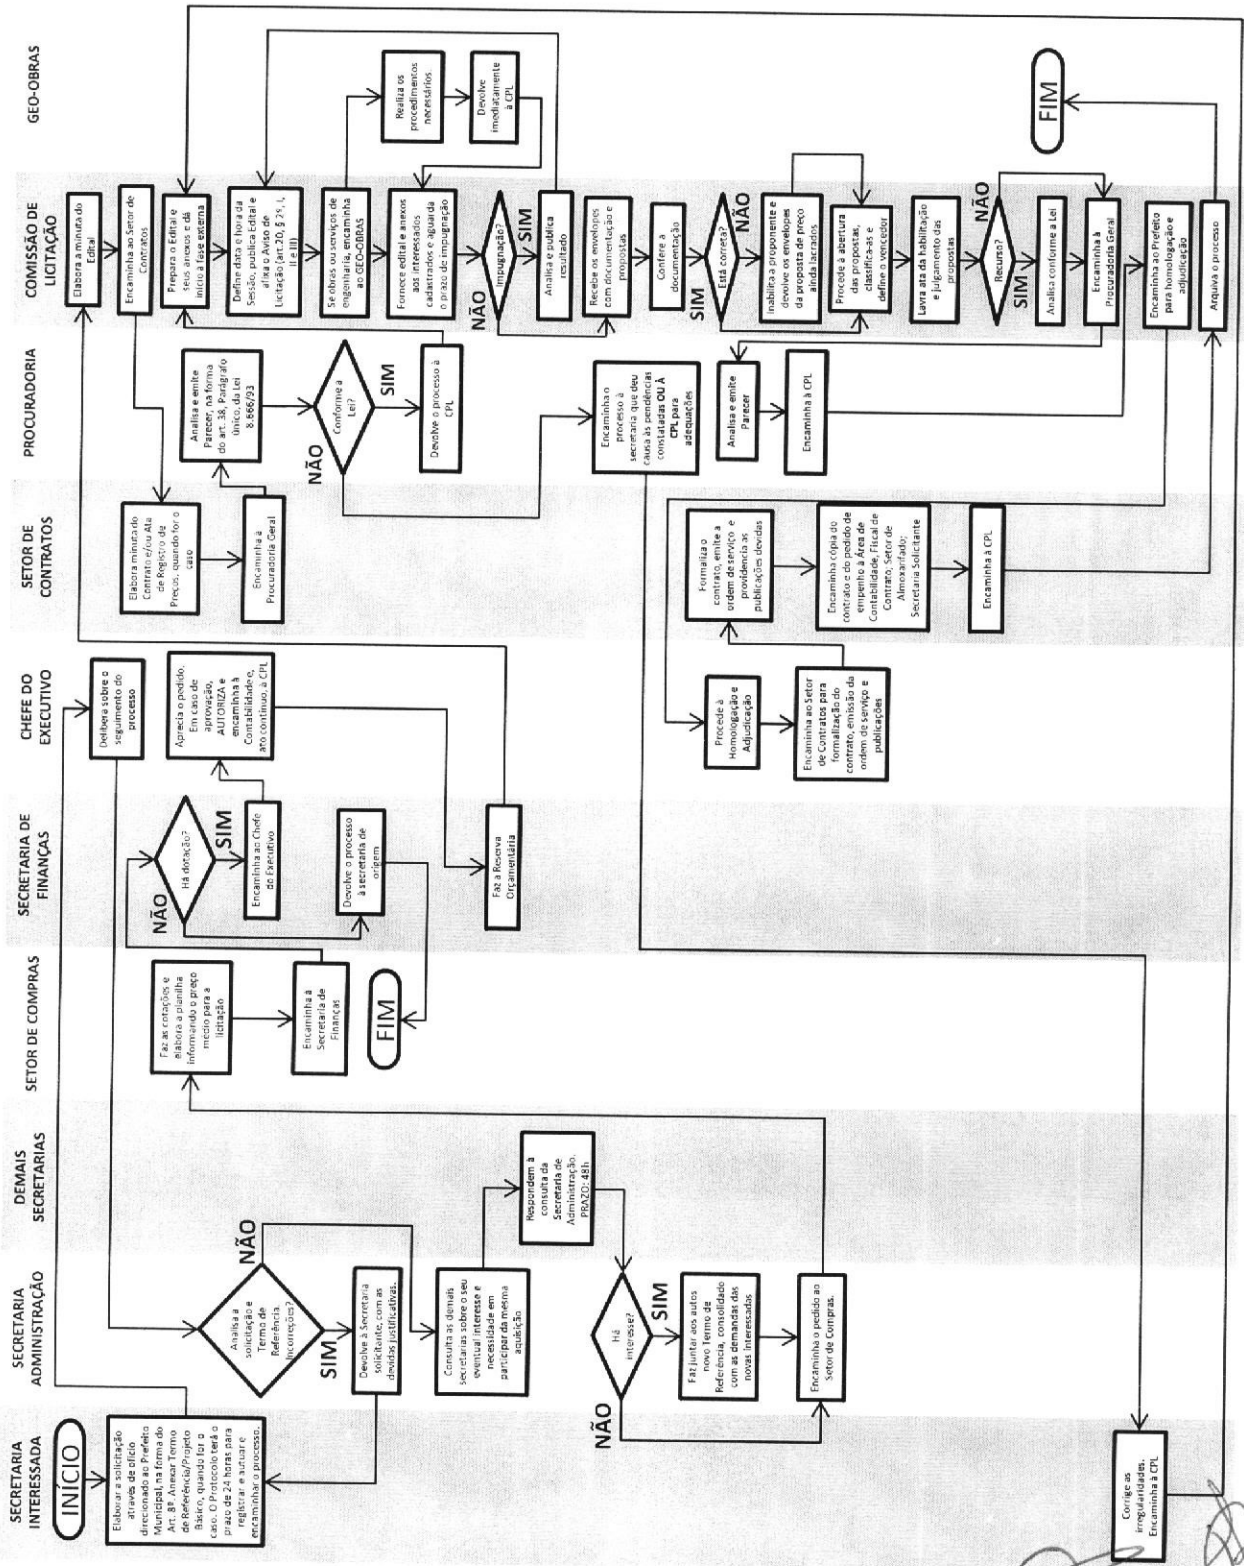 SECRETARIA
INTERESSADA
INÍCIO
Elaborar a solicitação
através de ofício
direcionado ao Prefeito
Municipal, na forma do
Art. 8º. Anexar Termo
de Referência/Projeto
Básico, quando for o
caso. O Protocolo terá o
prazo de 24 horas para
registrar e autuar e
encaminhar o processo.
Corrige as
irregularidades.
Encaminha à CPL
SECRETARIA
ADMINISTRAÇÃO
Analisa a
solicitação e
Termo de
Referência.
Incorreções?
NÃO
SIM
Devolve à Secretaria
solicitante, com as
devidas justificativas.
Consulta as demais
secretarias sobre o seu
eventual interesse e
necessidade em
participar da mesma
aquisição
Há
interesse?
NÃO
SIM
Faz juntar aos autos
novo Termo de
Referência, consolidado
com as demandas das
novas interessadas
Encaminha o pedido ao
Setor de Compras.
DEMAIS
SECRETARIAS
Respondem à
consulta da
Secretaria de
Administração.
PRAZO: 48h
SETOR DE COMPRAS
Faz as cotações e
elabora a planilha
informando o preço
médio para a
licitação
Encaminha à
Secretaria de
Finanças
FIM
SECRETARIA DE
FINANÇAS
Há dotação?
NÃO
SIM
Encaminha ao Chefe
do Executivo
Devolve o processo
à secretaria de
origem
Faz a Reserva
Orçamentária
CHEFE DO
EXECUTIVO
Delibera sobre o
seguimento do
processo
Aprecia o pedido.
Em caso de
aprovação,
AUTORIZA e
encaminha à
Contabilidade e,
ato contínuo, à CPL
Procede à
Homologação e
Adjudicação
Encaminha ao Setor
de Contratos para
formalização do
contrato, emissão da
ordem de serviço e
publicações
SETOR DE
CONTRATOS
Elabora minuta do
Contrato e/ou Ata
de Registro de
Preços, quando for o
caso
Encaminha à
Procuradoria Geral
Formaliza o
contrato, emite a
ordem de serviço e
providencia as
publicações devidas
Encaminha cópia do
contrato e do pedido de
empenho à Área de
Contabilidade, Fiscal de
Contrato; Setor de
Almoxarifado;
Secretaria Solicitante
Encaminha à CPL
PROCURADORIA
Analisa e emite
Parecer, na forma
do art. 38, Parágrafo
único, da Lei
8.666/93
Conforme a
Lei?
NÃO
SIM
Devolve o processo à
CPL
Encaminha o
processo à
secretaria que deu
causa às pendências
constatadas OU À
CPL para
adequações
Analisa e emite
Parecer
Encaminha à CPL
COMISSÃO DE
LICITAÇÃO
Elabora a minuta do
Edital
Encaminha ao Setor de
Contratos
Prepara o Edital e
seus anexos e dá
início à fase externa
Define data e hora da
Sessão, publica Edital e
afixa o Aviso de
Licitação (art.20, § 2º, I,
II e III)
Se obras ou serviços de
engenharia, encaminha
ao GEO-OBRAS
Fornece edital e anexos
aos interessados
cadastrados e aguarda
o prazo de impugnação
Impugnação?
NÃO
SIM
Analisa e publica
resultado
Recebe os envelopes
com documentação e
propostas
Confere a
documentação
Está correta?
SIM
NÃO
Inabilita a proponente e
devolve os envelopes
da proposta de preço
ainda lacrados
Procede à abertura
das propostas,
classifica-as e
define o vencedor
Lavra ata da habilitação
e julgamento das
propostas
Recurso?
SIM
NÃO
Analisa conforme a Lei
Encaminha à
Procuradoria Geral
Encaminha ao Prefeito
para homologação e
adjudicação
Arquiva o processo
GEO-OBRAS
Realiza os
procedimentos
necessários.
Devolve
imediatamente
à CPL
FIM